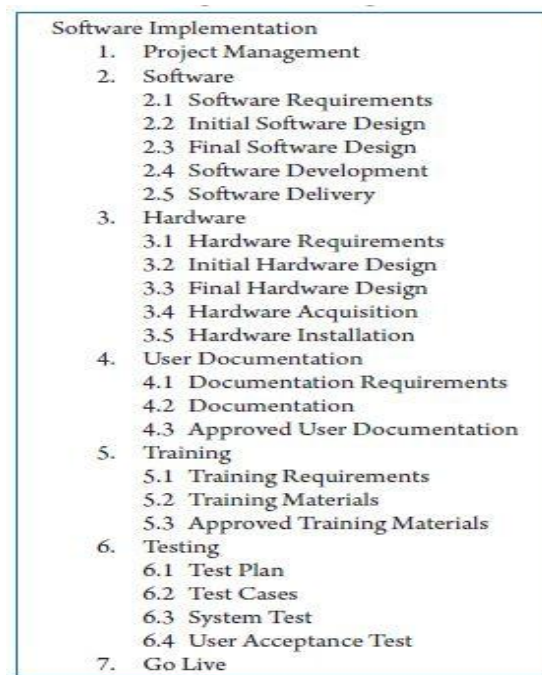 Software Implementation
1. Project Management
2. Software
2.1 Software Requirements
2.2 Initial Software Design
2.3 Final Software Design
2.4 Software Development
2.5 Software Delivery
3. Hardware
3.1 Hardware Requirements
3.2 Initial Hardware Design
3.3 Final Hardware Design
3.4 Hardware Acquisition
3.5 Hardware Installation
4. User Documentation
4.1 Documentation Requirements
4.2 Documentation
4.3 Approved User Documentation
5. Training
5.1 Training Requirements
5.2 Training Materials
5.3 Approved Training Materials
6. Testing
6.1 Test Plan
6.2 Test Cases
6.3 System Test
6.4 User Acceptance Test
7. Go Live